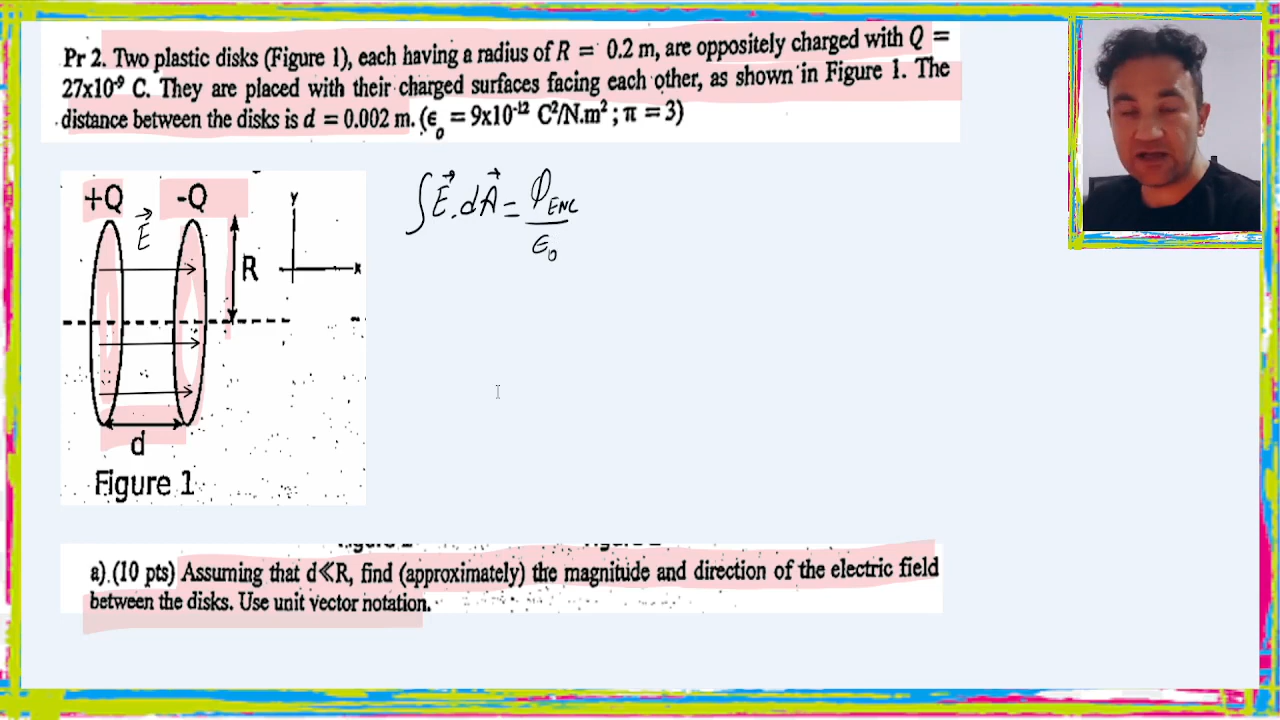 Pr 2. Two plastic disks (Figure 1), each having a radius of R = 0.2 m, are oppositely charged with Q =
27x10⁻⁹ C. They are placed with their charged surfaces facing each other, as shown in Figure 1. The
distance between the disks is d = 0.002 m. (ϵ₀ = 9x10⁻¹² C²/N.m² ; π = 3)
+Q -Q
E⃗
R
y
x
d
Figure 1
∫E⃗.dA⃗ = Φ_ENC / ϵ₀
a) (10 pts) Assuming that d≪R, find (approximately) the magnitude and direction of the electric field
between the disks. Use unit vector notation.